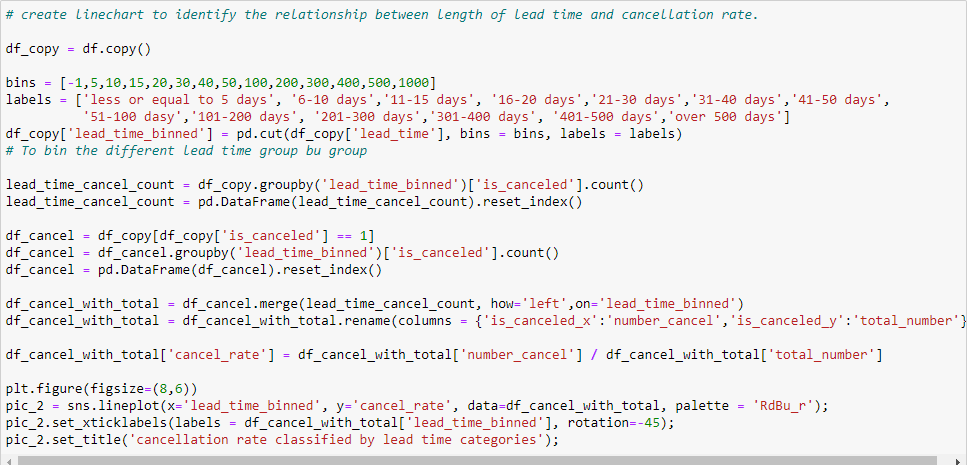 # create linechart to identify the relationship between length of lead time and cancellation rate.
df_copy = df.copy()
bins = [-1,5,10,15,20,30,40,50,100,200,300,400,500,1000]
labels = ['less or equal to 5 days', '6-10 days','11-15 days', '16-20 days','21-30 days','31-40 days','41-50 days',
'51-100 dasy','101-200 days', '201-300 days','301-400 days', '401-500 days','over 500 days']
df_copy['lead_time_binned'] = pd.cut(df_copy['lead_time'], bins = bins, labels = labels)
# To bin the different lead time group bu group
lead_time_cancel_count = df_copy.groupby('lead_time_binned')['is_canceled'].count()
lead_time_cancel_count = pd.DataFrame(lead_time_cancel_count).reset_index()
df_cancel = df_copy[df_copy['is_canceled'] == 1]
df_cancel = df_cancel.groupby('lead_time_binned')['is_canceled'].count()
df_cancel = pd.DataFrame(df_cancel).reset_index()
df_cancel_with_total = df_cancel.merge(lead_time_cancel_count, how='left',on='lead_time_binned')
df_cancel_with_total = df_cancel_with_total.rename(columns = {'is_canceled_x':'number_cancel','is_canceled_y':'total_number'}
df_cancel_with_total['cancel_rate'] = df_cancel_with_total['number_cancel'] / df_cancel_with_total['total_number']
plt.figure(figsize=(8,6))
pic_2 = sns.lineplot(x='lead_time_binned', y='cancel_rate', data=df_cancel_with_total, palette = 'RdBu_r');
pic_2.set_xticklabels(labels = df_cancel_with_total['lead_time_binned'], rotation=-45);
pic_2.set_title('cancellation rate classified by lead time categories');